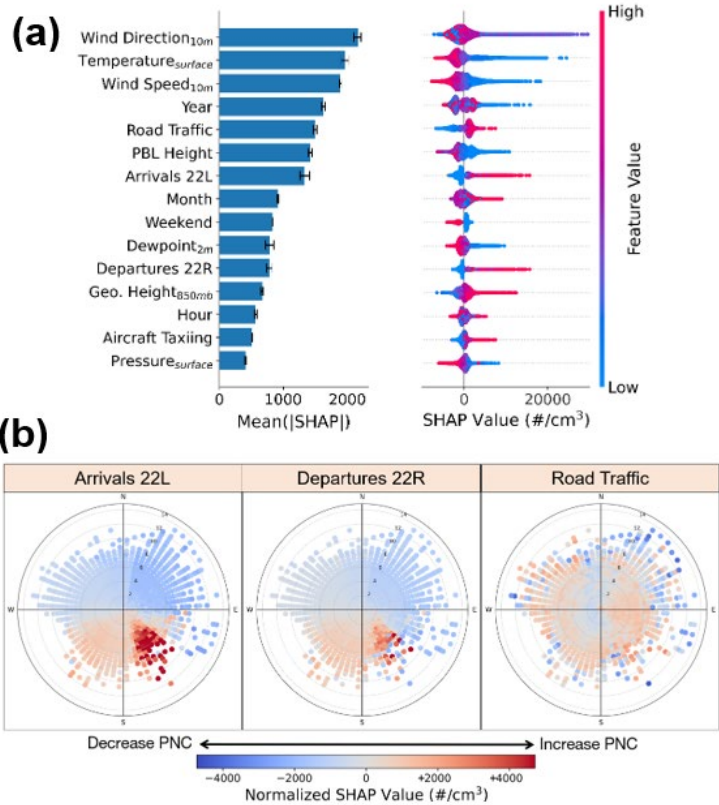 (a)
High
Wind Direction10m
Temperaturesurface
Wind Speed10m
Year
Road Traffic
PBL Height
Arrivals 22L
Month
Weekend
Dewpoint2m
Departures 22R
Geo. Height850mb
Hour
Aircraft Taxiing
Pressuresurface
Feature Value
Low
0 1000 2000
0 20000
Mean(|SHAP|)
SHAP Value (#/cm3)
(b)
Arrivals 22L Departures 22R Road Traffic
N N N
W E W E W E
S S S
Decrease PNC Increase PNC
−4000 −2000 0 +2000 +4000
Normalized SHAP Value (#/cm3)